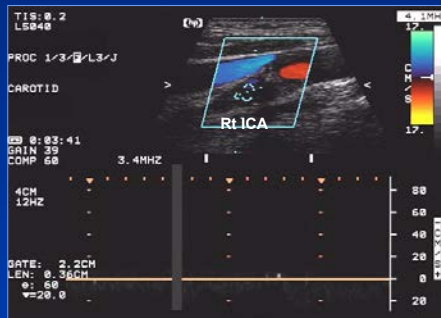 TIS:0.2
L5040
4.1MH
PROC 1/3/F/L3/J
17.
CAROTID
Rt ICA
17.
0:03:41
GAIN 39
COMP 60
3.4MHZ
4CM
12HZ
80
60
40
20
0
20
GATE: 2.2CM
LEN: 0.36CM
θ: 60
▼=20.0